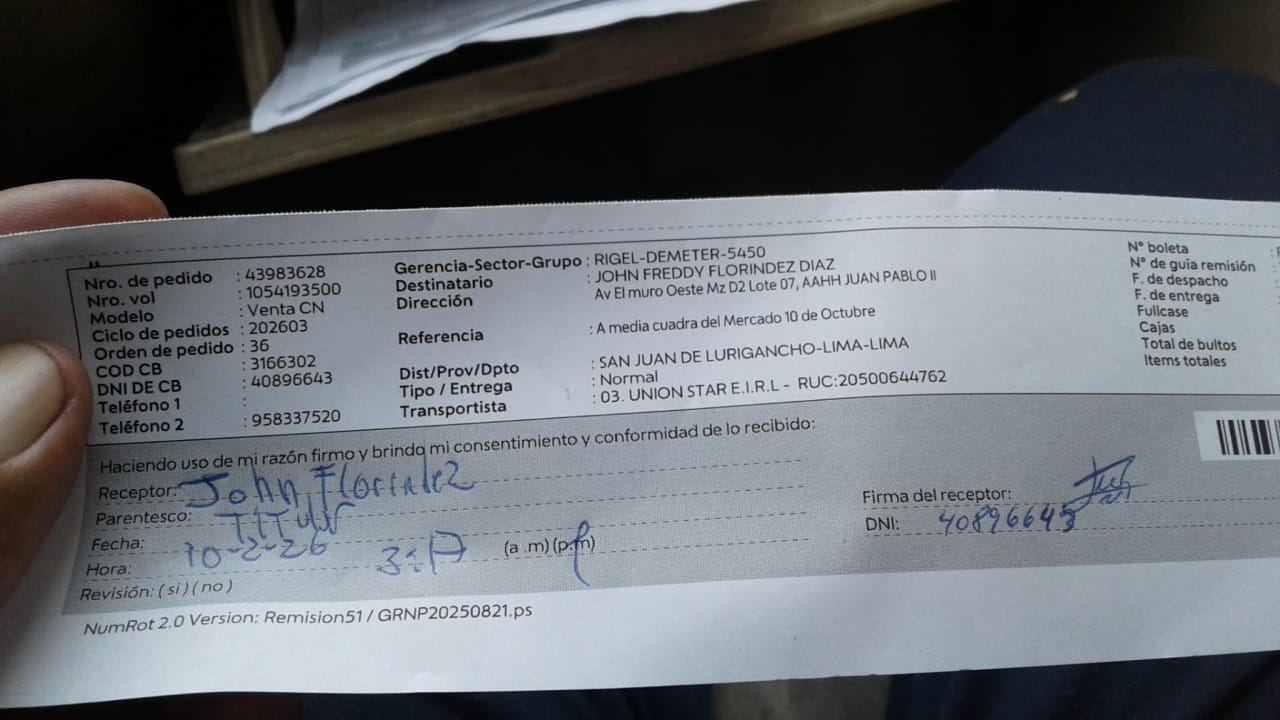 Nro. de pedido : 43983628
Nro. vol : 1054193500
Modelo : Venta CN
Ciclo de pedidos : 202603
Orden de pedido : 36
COD CB : 3166302
DNI DE CB : 40896643
Teléfono 1 :
Teléfono 2 : 958337520
Gerencia-Sector-Grupo : RIGEL-DEMETER-5450
Destinatario : JOHN FREDDY FLORINDEZ DIAZ
Dirección Av El muro Oeste Mz D2 Lote 07, AAHH JUAN PABLO II
Referencia : A media cuadra del Mercado 10 de Octubre
Dist/Prov/Dpto : SAN JUAN DE LURIGANCHO-LIMA-LIMA
Tipo / Entrega : Normal
Transportista : 03. UNION STAR E.I.R.L - RUC:20500644762
N° boleta :
N° de guía remisión :
F. de despacho :
F. de entrega :
Fullcase
Cajas
Total de bultos
Items totales
Haciendo uso de mi razón firmo y brindo mi consentimiento y conformidad de lo recibido:
Receptor: John Florindez
Parentesco: Titular
Fecha: 10-2-26
Hora: 3:17 (a .m) (p.m)
Revisión: ( si ) ( no )
Firma del receptor:
DNI: 40896643
NumRot 2.0 Version: Remision51 / GRNP20250821.ps